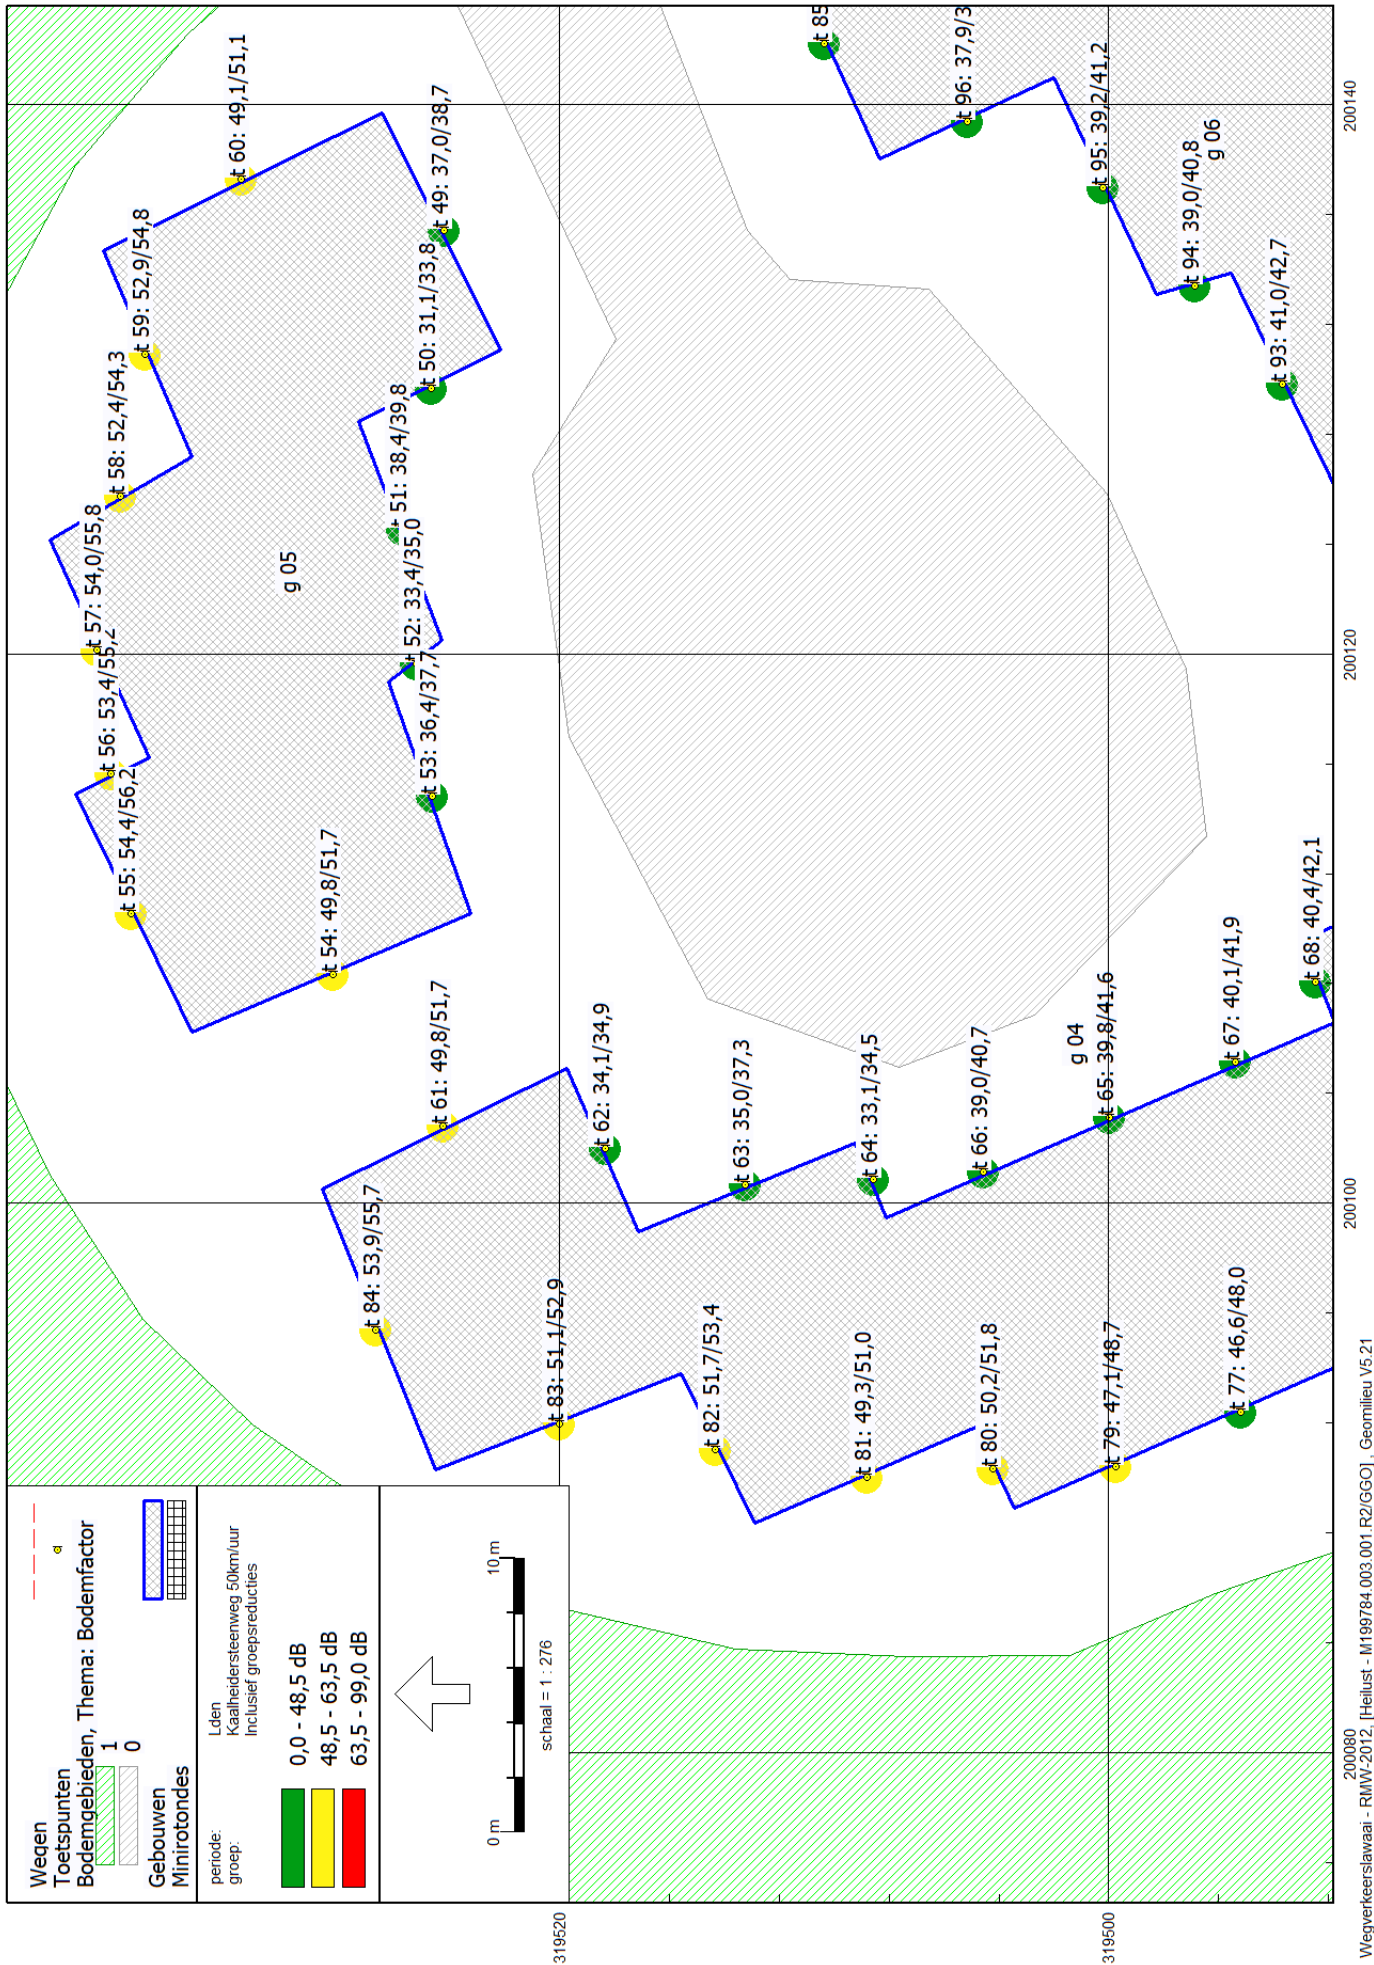 Wegen
Toetspunten
Bodemgebieden, Thema: Bodemfactor
1
0
Gebouwen
Minirotondes
periode: Lden
groep: Kaalheidersteenweg 50km/uur
Inclusief groepsreducties
0,0 - 48,5 dB
48,5 - 63,5 dB
63,5 - 99,0 dB
0 m 10 m
schaal = 1 : 276
t 55: 54,4/56,2
t 56: 53,4/55,2
t 57: 54,0/55,8
t 58: 52,4/54,3
t 59: 52,9/54,8
t 60: 49,1/51,1
g 05
t 54: 49,8/51,7
t 53: 36,4/37,7
t 52: 33,4/35,0
t 51: 38,4/39,8
t 50: 31,1/33,8
t 49: 37,0/38,7
t 84: 53,9/55,7
t 61: 49,8/51,7
t 83: 51,1/52,9
t 62: 34,1/34,9
t 82: 51,7/53,4
t 63: 35,0/37,3
t 81: 49,3/51,0
t 64: 33,1/34,5
t 80: 50,2/51,8
t 66: 39,0/40,7
g 04
t 79: 47,1/48,7
t 65: 39,8/41,6
t 77: 46,6/48,0
t 67: 40,1/41,9
t 68: 40,4/42,1
t 85
t 96: 37,9/3
t 95: 39,2/41,2
t 94: 39,0/40,8
g 06
t 93: 41,0/42,7
319520
319500
200080
200100
200120
200140
Wegverkeerslawaai - RMW-2012, [Heilust - M199784.003.001.R2/GGO] , Geomilieu V5.21